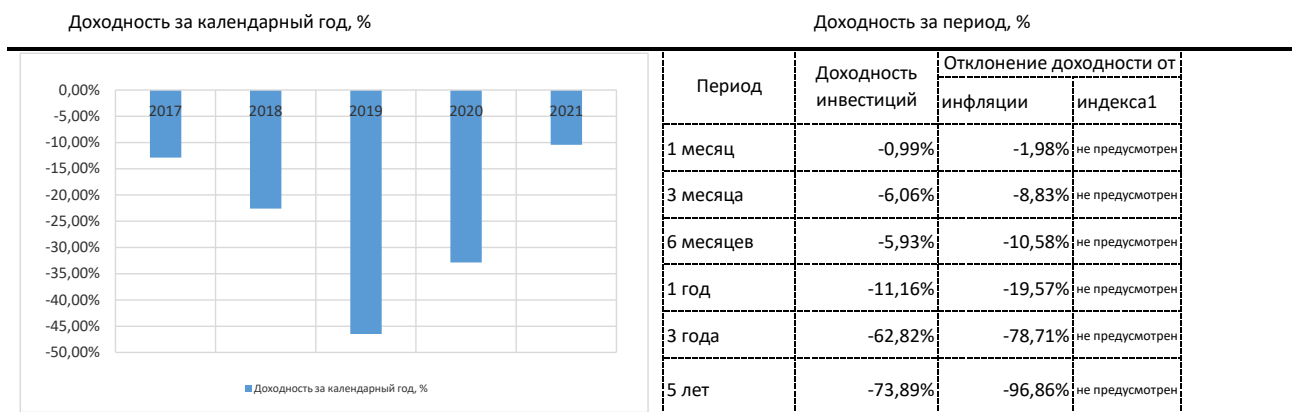 Доходность за календарный год, %
Доходность за период, %
0,00%
-5,00%
-10,00%
-15,00%
-20,00%
-25,00%
-30,00%
-35,00%
-40,00%
-45,00%
-50,00%
2017 2018 2019 2020 2021
Доходность за календарный год, %
Период Доходность инвестиций Отклонение доходности от
инфляции индекса1
1 месяц -0,99% -1,98% не предусмотрен
3 месяца -6,06% -8,83% не предусмотрен
6 месяцев -5,93% -10,58% не предусмотрен
1 год -11,16% -19,57% не предусмотрен
3 года -62,82% -78,71% не предусмотрен
5 лет -73,89% -96,86% не предусмотрен